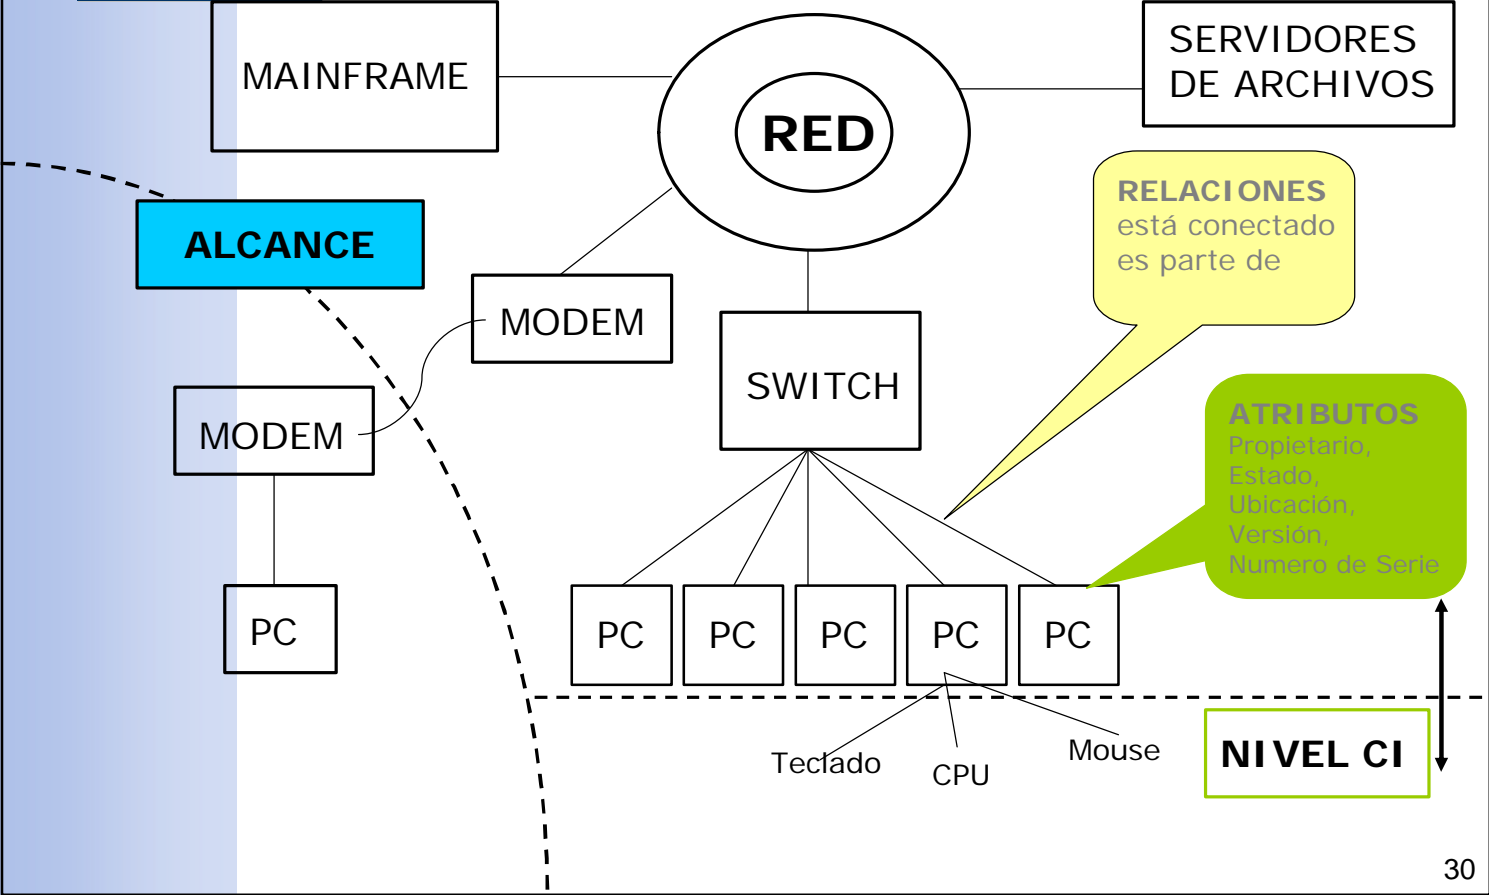 MAINFRAME
RED
SERVIDORES
DE ARCHIVOS
RELACIONES
está conectado
es parte de
ALCANCE
MODEM
SWITCH
MODEM
ATRIBUTOS
Propietario,
Estado,
Ubicación,
Versión,
Numero de Serie
PC
PC
PC
PC
PC
PC
Teclado
CPU
Mouse
NIVEL CI
30